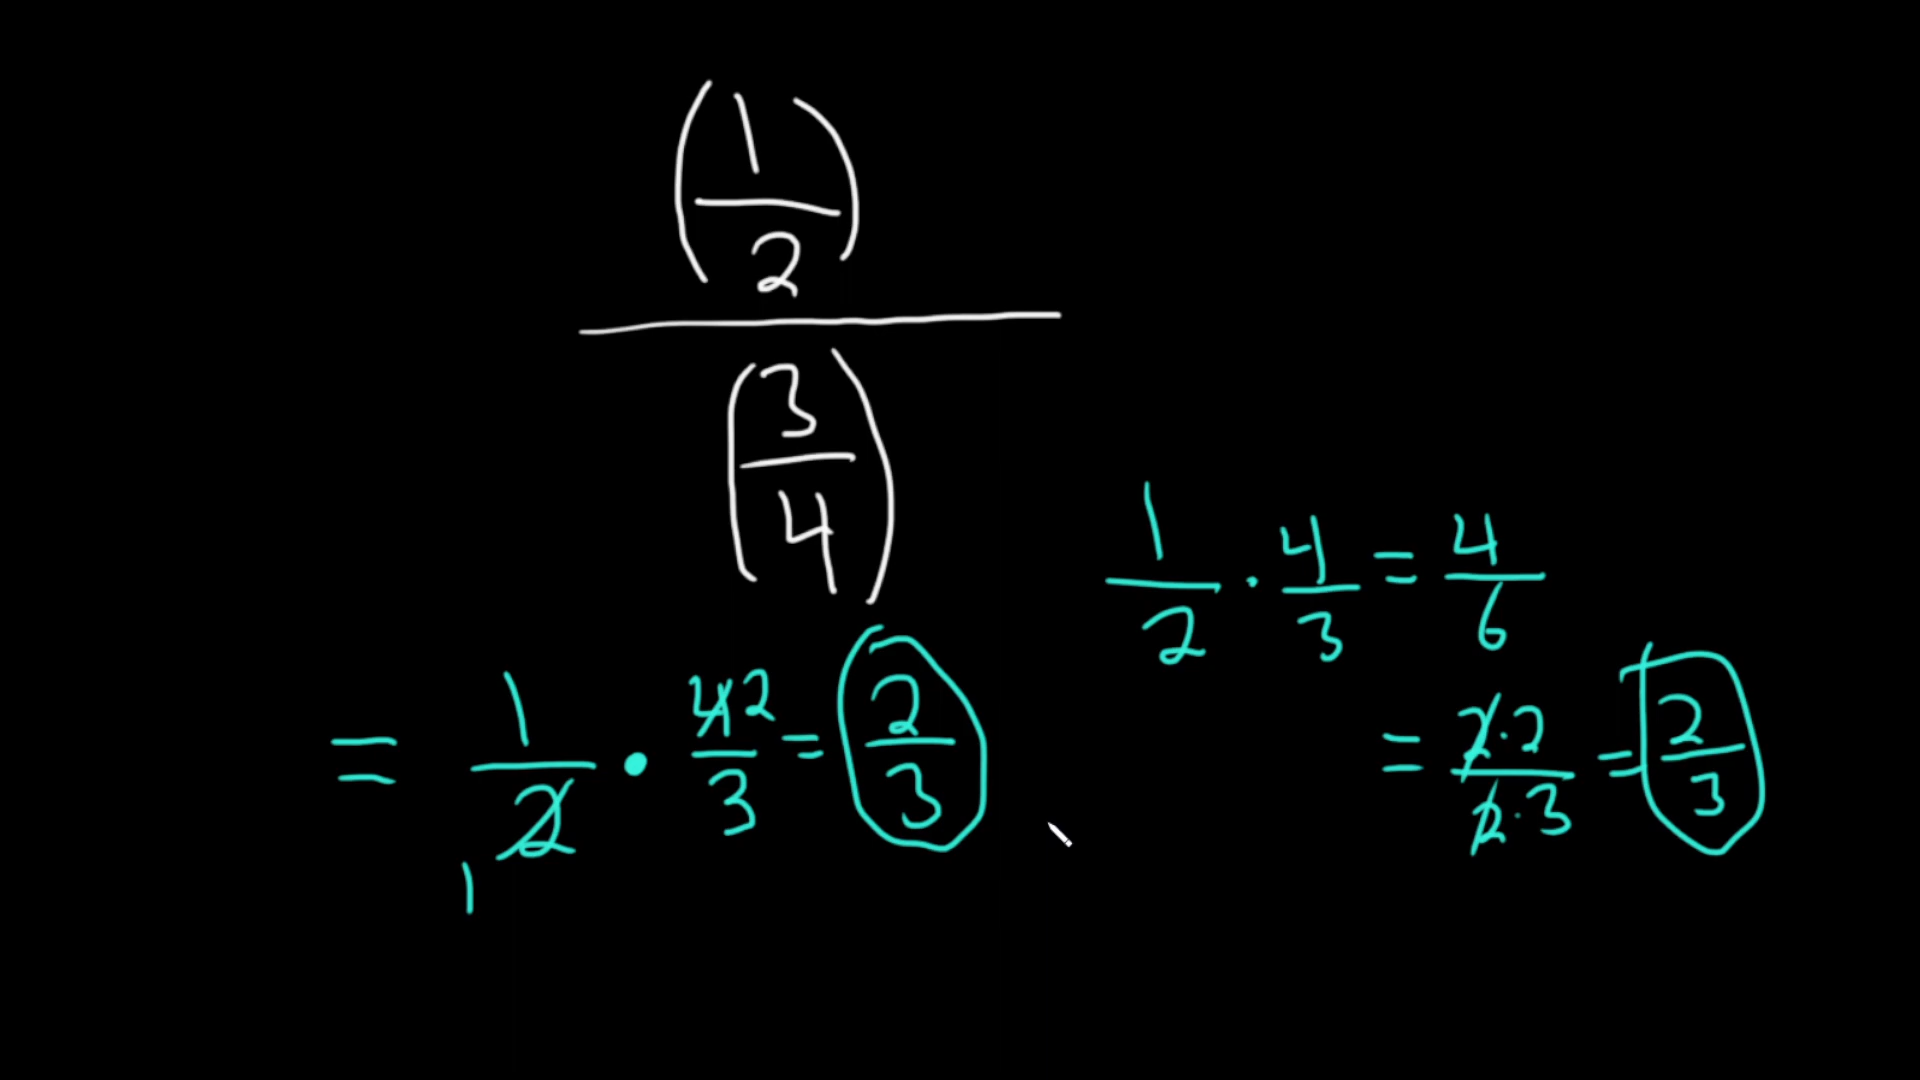 (1/2)
(3/4)
= 1/2 · 4 2/3 = 2/3
1
1/2 · 4/3 = 4/6
= 2·2/2·3 = 2/3